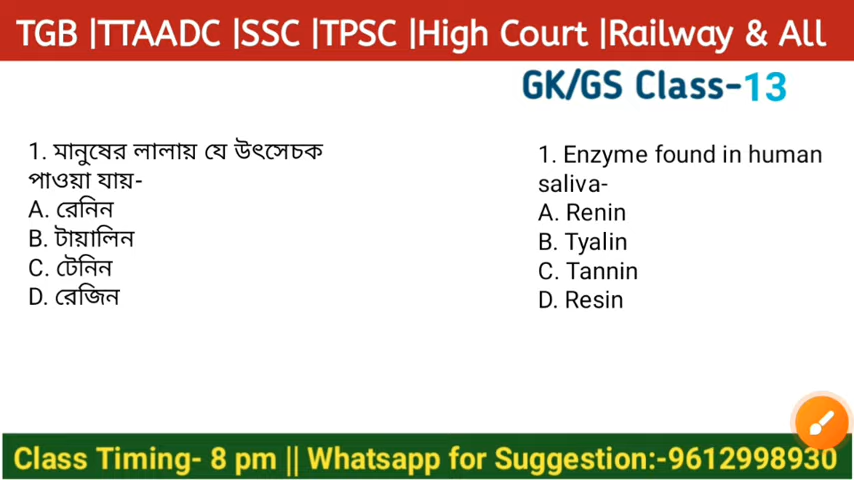 TGB |TTAADC |SSC |TPSC |High Court |Railway & All
GK/GS Class-13
1. মানুষের লালায় যে উৎসেচক
পাওয়া যায়-
A. রেনিন
B. টায়ালিন
C. টেনিন
D. রেজিন
1. Enzyme found in human
saliva-
A. Renin
B. Tyalin
C. Tannin
D. Resin
Class Timing- 8 pm || Whatsapp for Suggestion:-9612998930